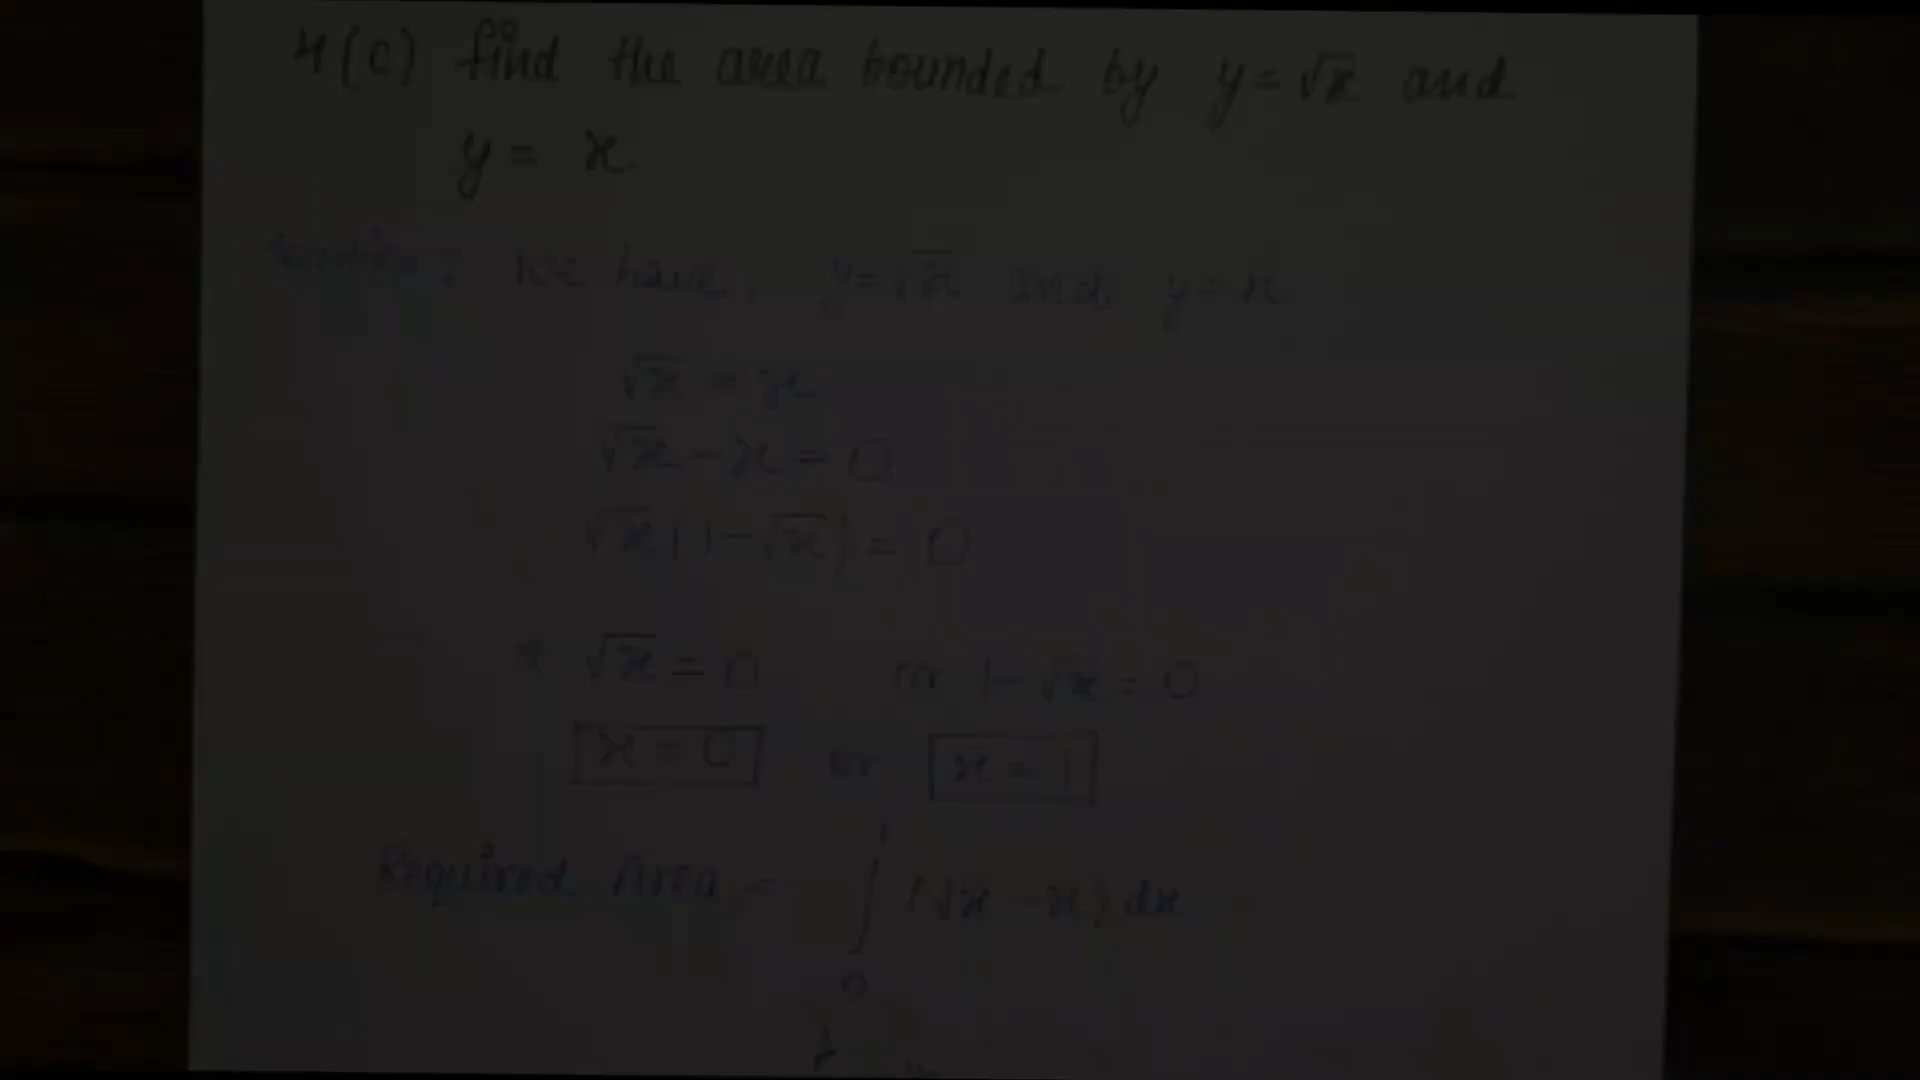 4(c) find the area bounded by y = √x and
y = x
Solution: we have, y = √x and, y = x
√x = x
√x - x = 0
√x(1-√x) = 0
√x = 0 or 1-√x = 0
x = 0 or x = 1
Required Area = ∫₀¹ (√x - x) dx